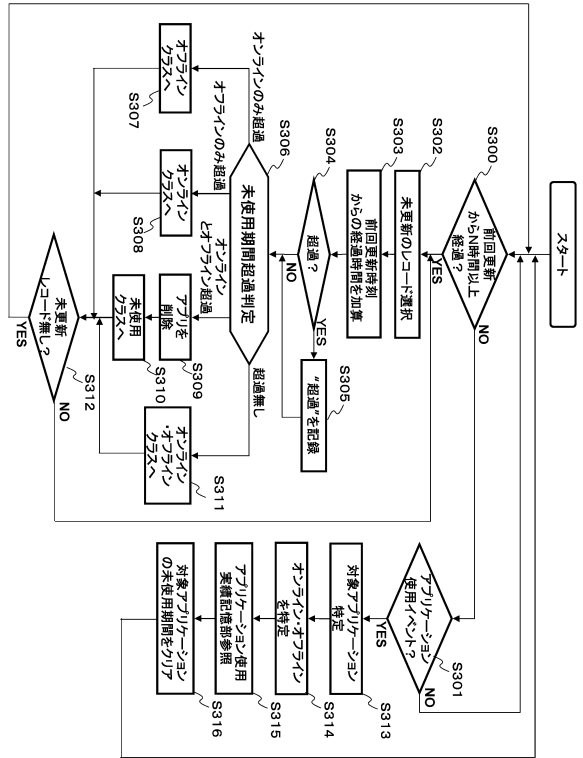 スタート
S300
前回更新
からN時間以上
経過?
YES
NO
S302
未更新のレコード選択
S303
前回更新時刻
からの経過時間を加算
S304
超過?
YES
NO
S305
“超過”を記録
S306
未使用期間超過判定
オンラインのみ超過
オフラインのみ超過
オンライン
とオフライン超過
超過無し
オフライン
クラスへ
S307
オンライン
クラスへ
S308
アプリを
削除
S309
未使用
クラスへ
S310
オンライン
・オフライン
クラスへ
S311
未更新
レコード無し?
S312
YES
NO
アプリケーション
使用イベント?
S301
YES
NO
対象アプリケーション
特定
S313
オンライン・オフライン
を特定
S314
アプリケーション使用
実績記憶部参照
S315
対象アプリケーション
の未使用期間をクリア
S316